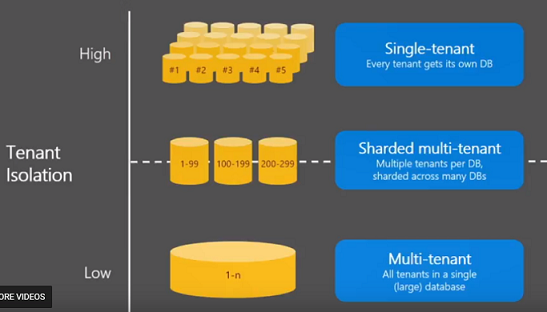 High
#1 #2 #3 #4 #5
Single-tenant
Every tenant gets its own DB
Tenant
Isolation
1-99 100-199 200-299
Sharded multi-tenant
Multiple tenants per DB,
sharded across many DBs
Low
1-n
Multi-tenant
All tenants in a single
(large) database
ORE VIDEOS